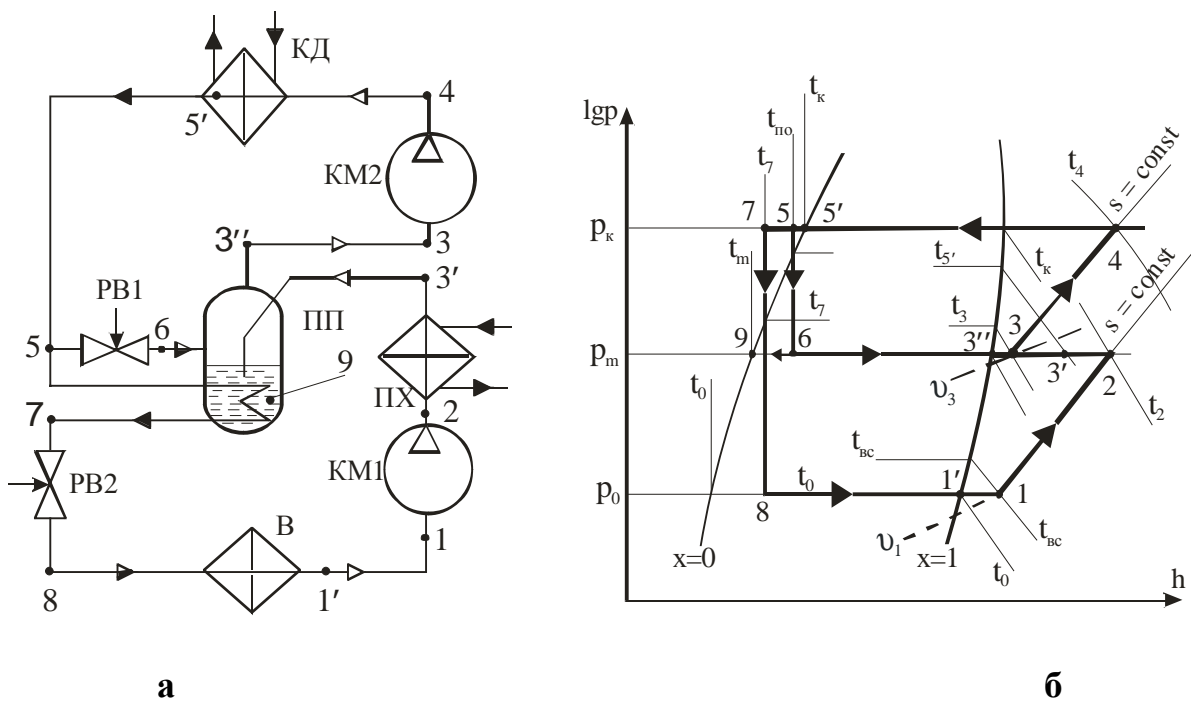 КД
4
5′
КМ2
3′′
3
3′
РВ1
5
6
ПП
9
ПХ
7
2
РВ2
КМ1
В
1
8
1′
а
lgp
tк
tпо
t7
7
5
5′
pк
tm
t5′
tк
t4
s = const
4
t3
t7
3
s = const
9
6
3′′
pm
3′
2
t0
υ3
t2
tвс
p0
8
t0
1′
1
υ1
tвс
x=0
x=1
t0
h
б